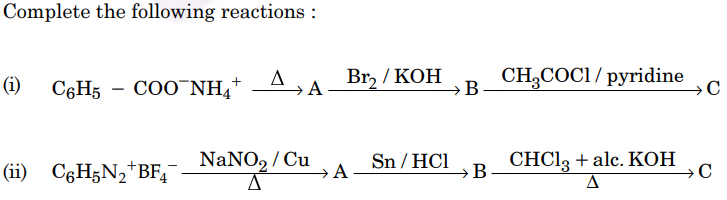 Complete the following reactions :
(i) C₆H₅ – COO⁻NH₄⁺ —Δ→ A —Br₂ / KOH→ B —CH₃COCl / pyridine→ C
(ii) C₆H₅N₂⁺BF₄⁻ —NaNO₂ / Cu, Δ→ A —Sn / HCl→ B —CHCl₃ + alc. KOH, Δ→ C